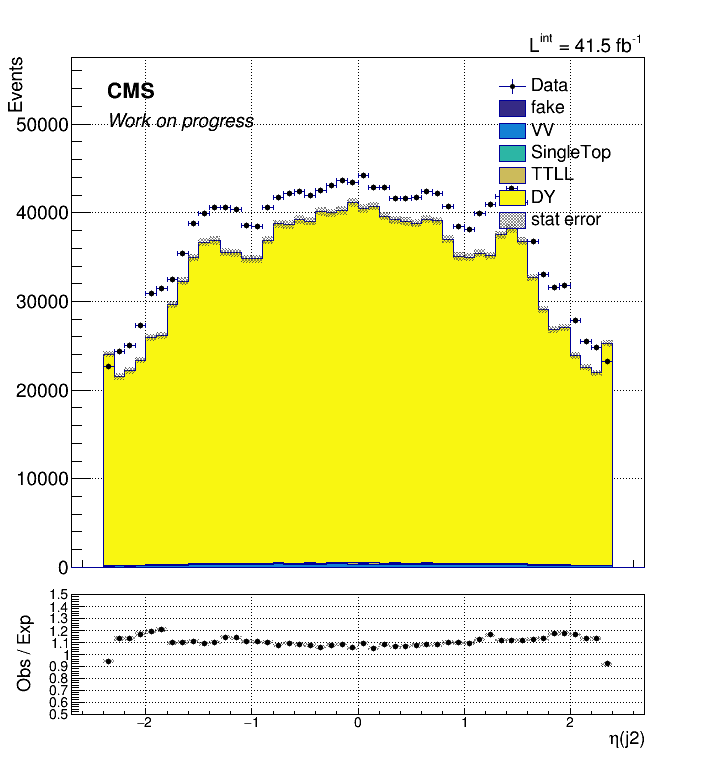 L^int = 41.5 fb^-1
Events
CMS
Work on progress
Data
fake
VV
SingleTop
TTLL
DY
stat error
50000
40000
30000
20000
10000
0
Obs / Exp
1.5
1.4
1.3
1.2
1.1
1
0.9
0.8
0.7
0.6
0.5
−2 −1 0 1 2
η(j2)